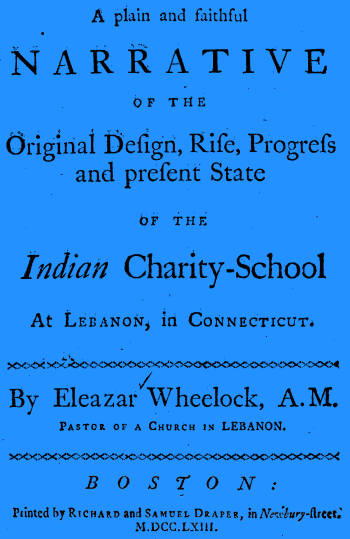 A plain and faithful
NARRATIVE
OF THE
Original Deſign, Riſe, Progreſs
and preſent State
OF THE
Indian Charity-School
At LEBANON, in CONNECTICUT.
By Eleazar Wheelock, A.M.
PASTOR OF A CHURCH IN LEBANON.
BOSTON:
Printed by RICHARD and SAMUEL DRAPER, in Newbury-ſtreet.
M.DCC.LXIII.